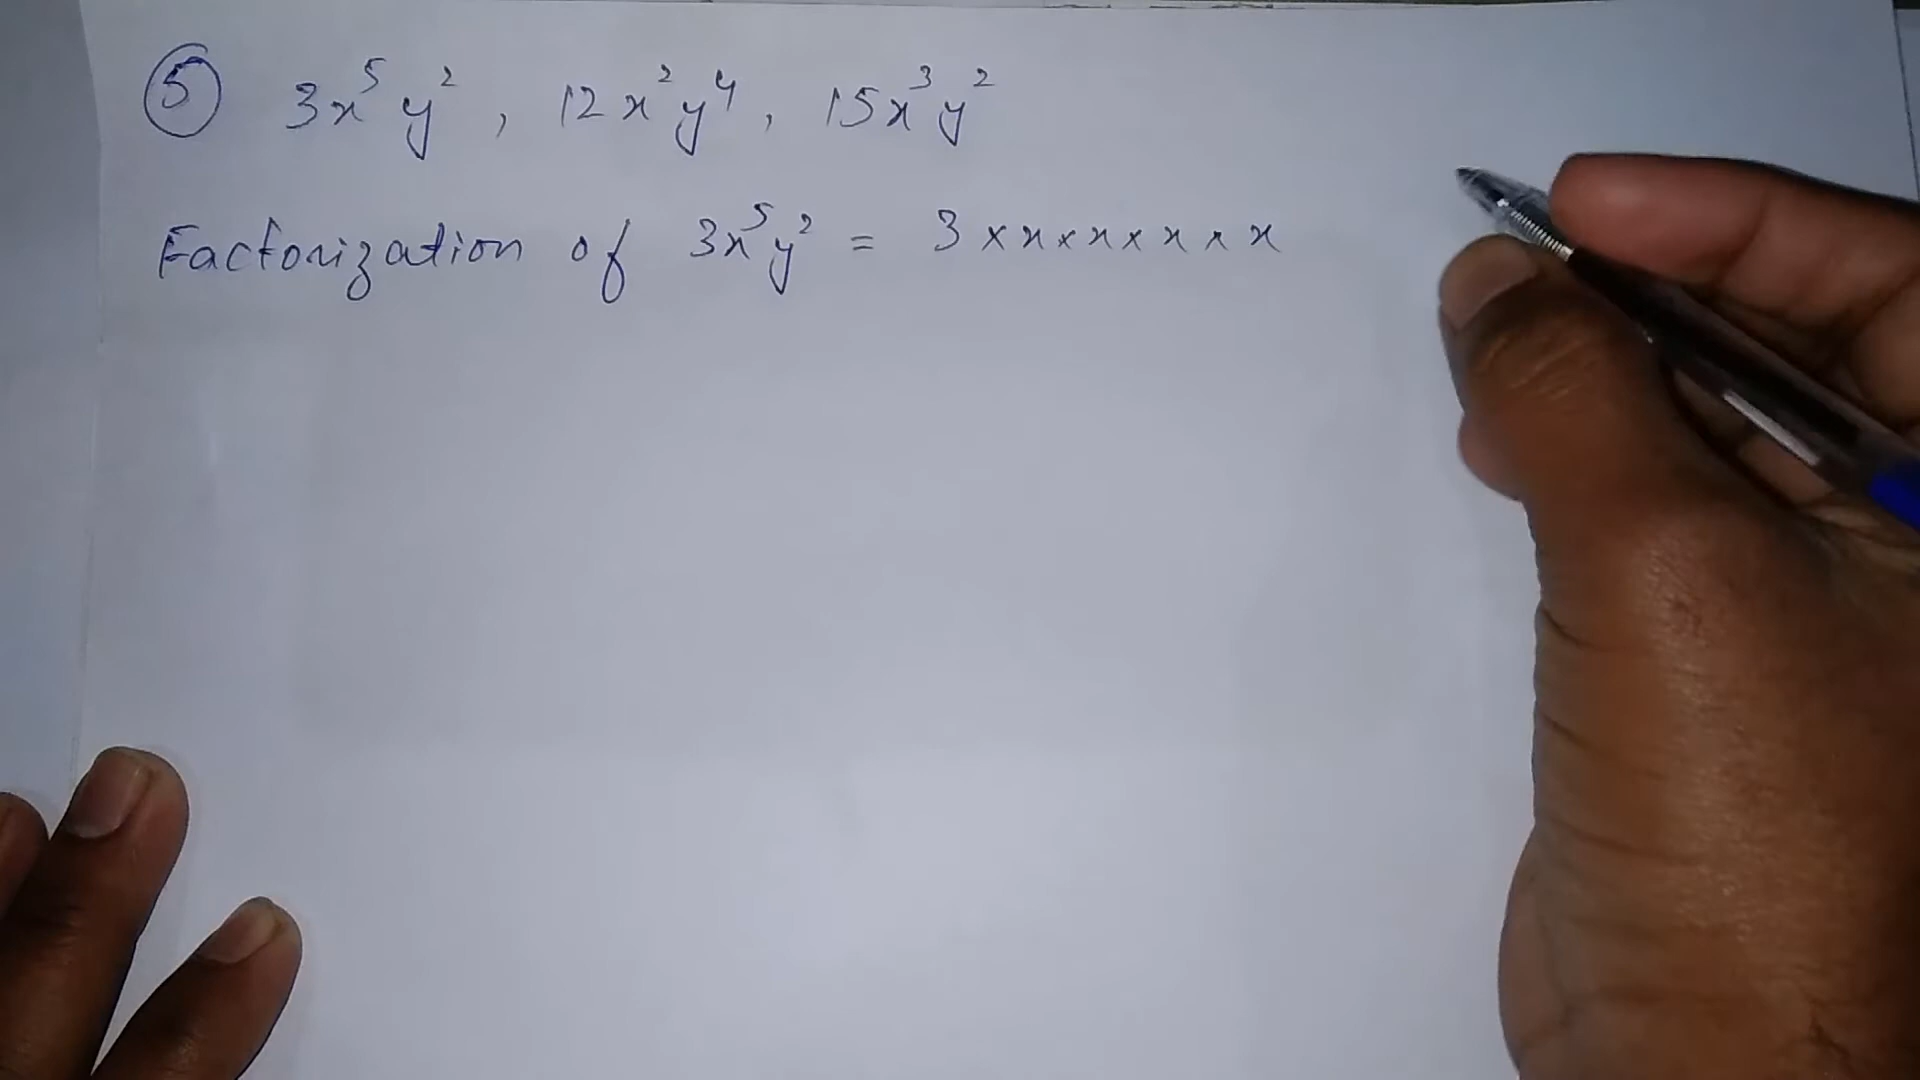 ⑤ 3x⁵y², 12x²y⁴, 15x³y²
Factorization of 3x⁵y² = 3 × x × x × x × x